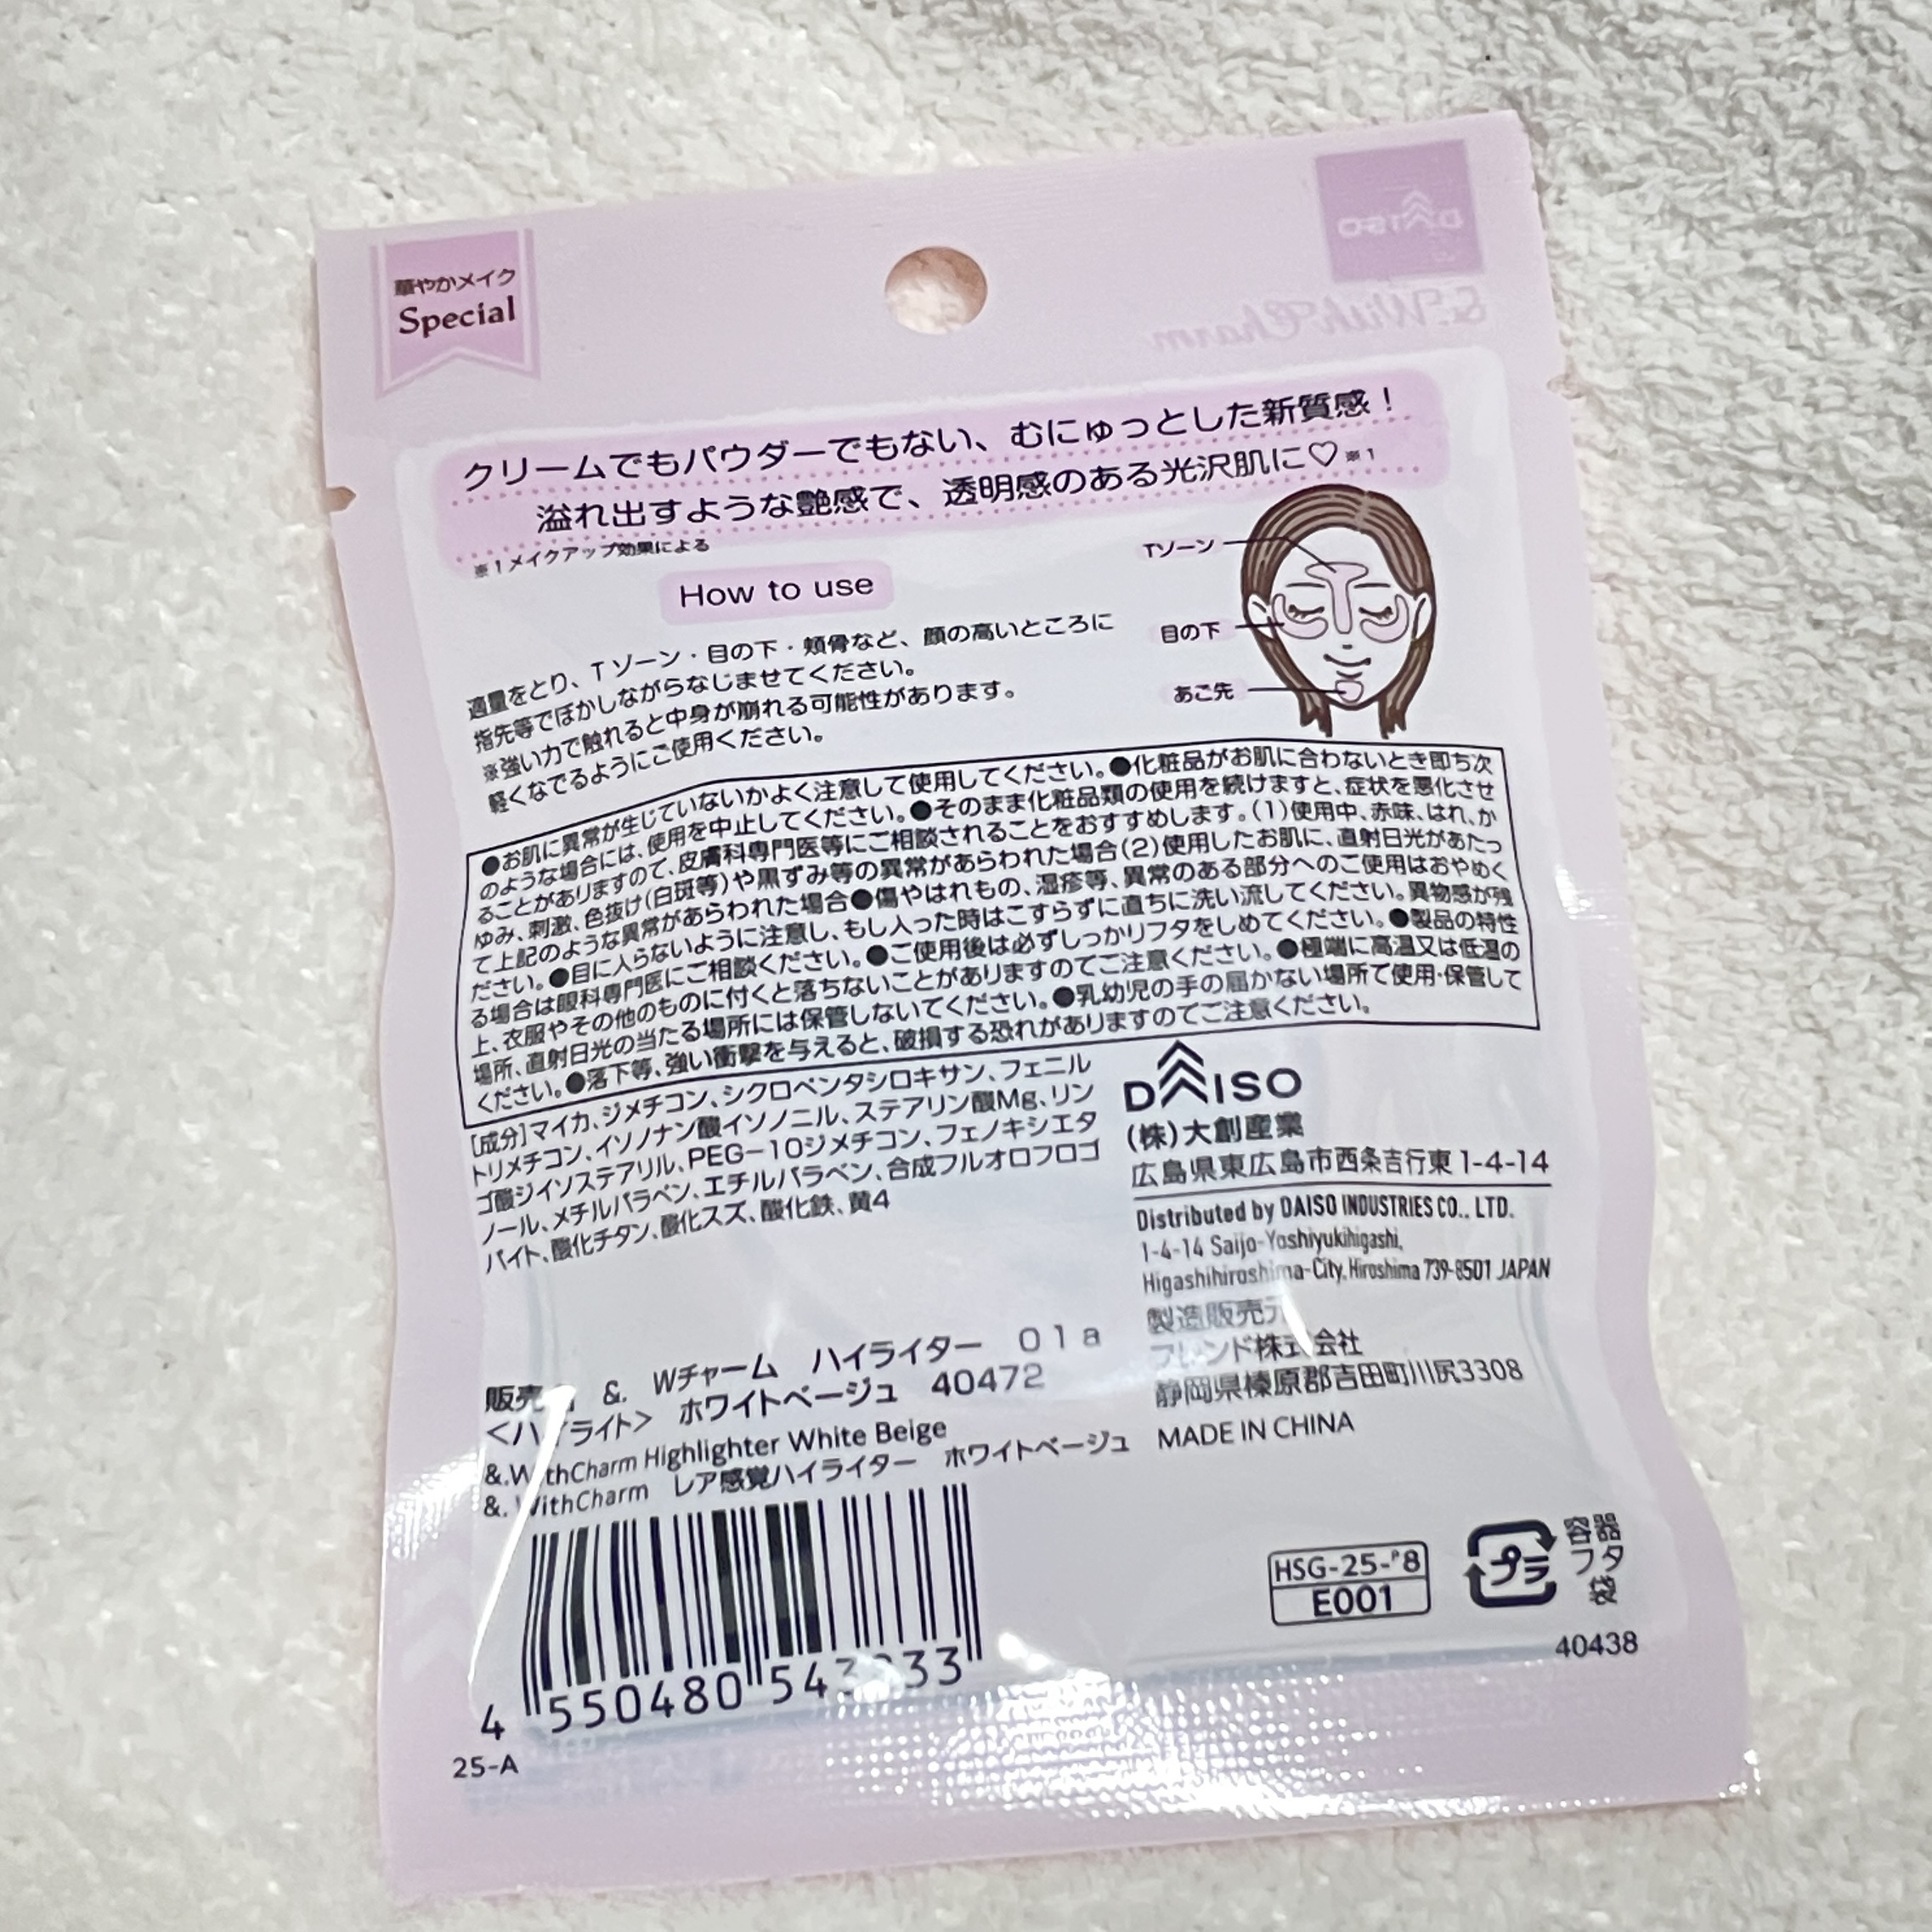 華やかメイク
Special
DAISO
&.WithCharm
クリームでもパウダーでもない、むにゅっとした新質感！
溢れ出すような艶感で、透明感のある光沢肌に♡※1
※1メイクアップ効果による
How to use
適量をとり、Tゾーン・目の下・頬骨など、顔の高いところに
指先等でぼかしながらなじませてください。
※強い力で触れると中身が崩れる可能性があります。
軽くなでるようにご使用ください。
Tゾーン
目の下
あご先
●お肌に異常が生じていないかよく注意して使用してください。●化粧品がお肌に合わないとき即ち次
のような場合には、使用を中止してください。●そのまま化粧品類の使用を続けますと、症状を悪化させ
ることがありますので、皮膚科専門医等にご相談されることをおすすめします。(1)使用中、赤味、はれ、か
ゆみ、刺激、色抜け(白斑等)や黒ずみ等の異常があらわれた場合(2)使用したお肌に、直射日光があたっ
て上記のような異常があらわれた場合●傷やはれもの、湿疹等、異常のある部分へのご使用はおやめく
ださい。●目に入らないように注意し、もし入った時はこすらずに直ちに洗い流してください。異物感が残
る場合は眼科専門医にご相談ください。●ご使用後は必ずしっかりフタをしめてください。●製品の特性
上、衣服やその他のものに付くと落ちないことがありますのでご注意ください。●極端に高温又は低温の
場所、直射日光の当たる場所には保管しないでください。●乳幼児の手の届かない場所で使用・保管して
ください。●落下等、強い衝撃を与えると、破損する恐れがありますのでご注意ください。
[成分]マイカ、ジメチコン、シクロペンタシロキサン、フェニル
トリメチコン、イソノナン酸イソノニル、ステアリン酸Mg、リン
ゴ酸ジイソステアリル、PEG-10ジメチコン、フェノキシエタ
ノール、メチルパラベン、エチルパラベン、合成フルオロフロゴ
パイト、酸化チタン、酸化スズ、酸化鉄、黄4
DAISO
(株)大創産業
広島県東広島市西条吉行東1-4-14
Distributed by DAISO INDUSTRIES CO., LTD.
1-4-14 Saijo-Yoshiyukihigashi,
Higashihiroshima-City, Hiroshima 739-8501 JAPAN
製造販売元
フレンド株式会社
静岡県榛原郡吉田町川尻3308
MADE IN CHINA
販売 &. Wチャーム ハイライター 01a
<ハイライト> ホワイトベージュ 40472
&.WithCharm Highlighter White Beige
&. WithCharm レア感覚ハイライター ホワイトベージュ
4 550480 543 33
25-A
HSG-25-P8
E001
プラ
容器
フタ
袋
40438